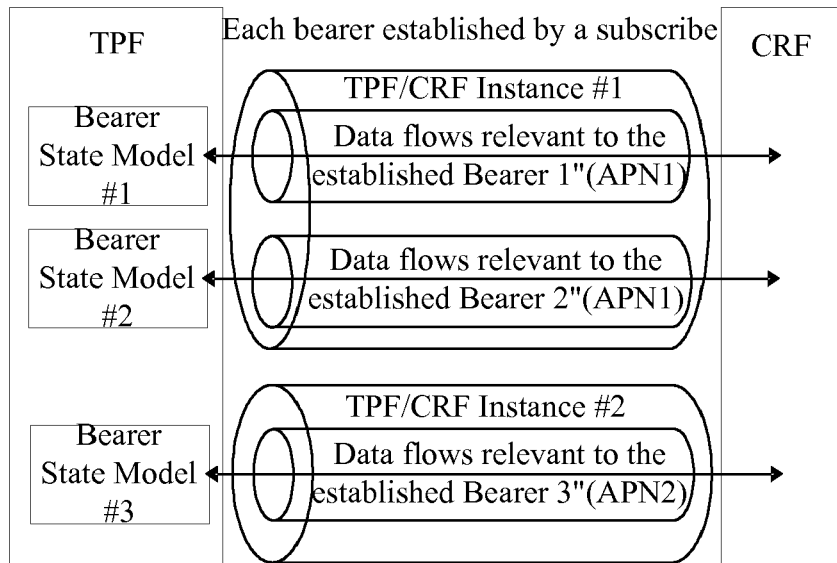 TPF
Each bearer established by a subscribe
CRF
TPF/CRF Instance #1
Bearer
State Model
#1
Data flows relevant to the
established Bearer 1"(APN1)
Bearer
State Model
#2
Data flows relevant to the
established Bearer 2"(APN1)
TPF/CRF Instance #2
Bearer
State Model
#3
Data flows relevant to the
established Bearer 3"(APN2)